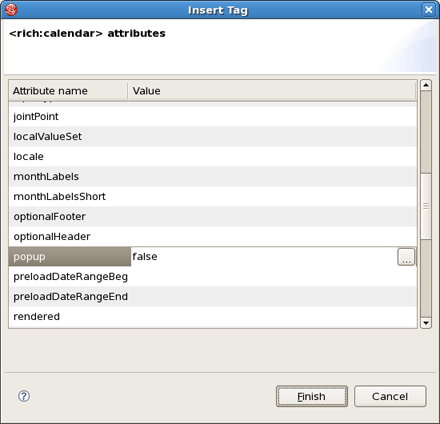 Insert Tag
<rich:calendar> attributes
Attribute name Value
jointPoint
localValueSet
locale
monthLabels
monthLabelsShort
optionalFooter
optionalHeader
popup false ...
preloadDateRangeBeg
preloadDateRangeEnd
rendered
? Finish Cancel